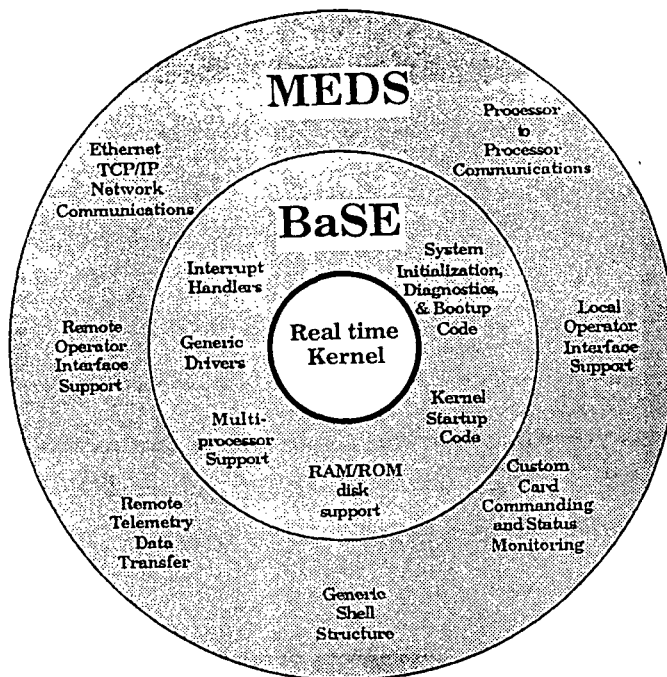 MEDS
Processor
to
Processor
Communications
Ethernet
TCP/IP
Network
Communications
BaSE
System
Initialization,
Diagnostics,
& Bootup
Code
Interrupt
Handlers
Real time
Kernel
Local
Operator
Interface
Support
Remote
Operator
Interface
Support
Generic
Drivers
Kernel
Startup
Code
Multi-
processor
Support
RAM/ROM
disk
support
Custom
Card
Commanding
and Status
Monitoring
Remote
Telemetry
Data
Transfer
Generic
Shell
Structure